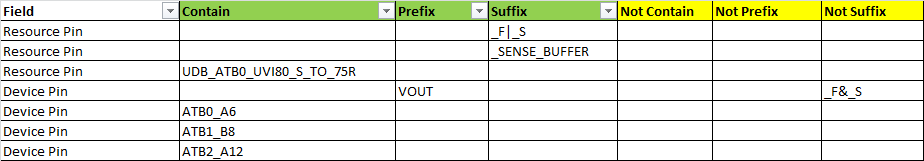 Field Contain Prefix Suffix Not Contain Not Prefix Not Suffix
Resource Pin _F|_S
Resource Pin _SENSE_BUFFER
Resource Pin UDB_ATB0_UVI80_S_TO_75R
Device Pin VOUT _F&_S
Device Pin ATB0_A6
Device Pin ATB1_B8
Device Pin ATB2_A12